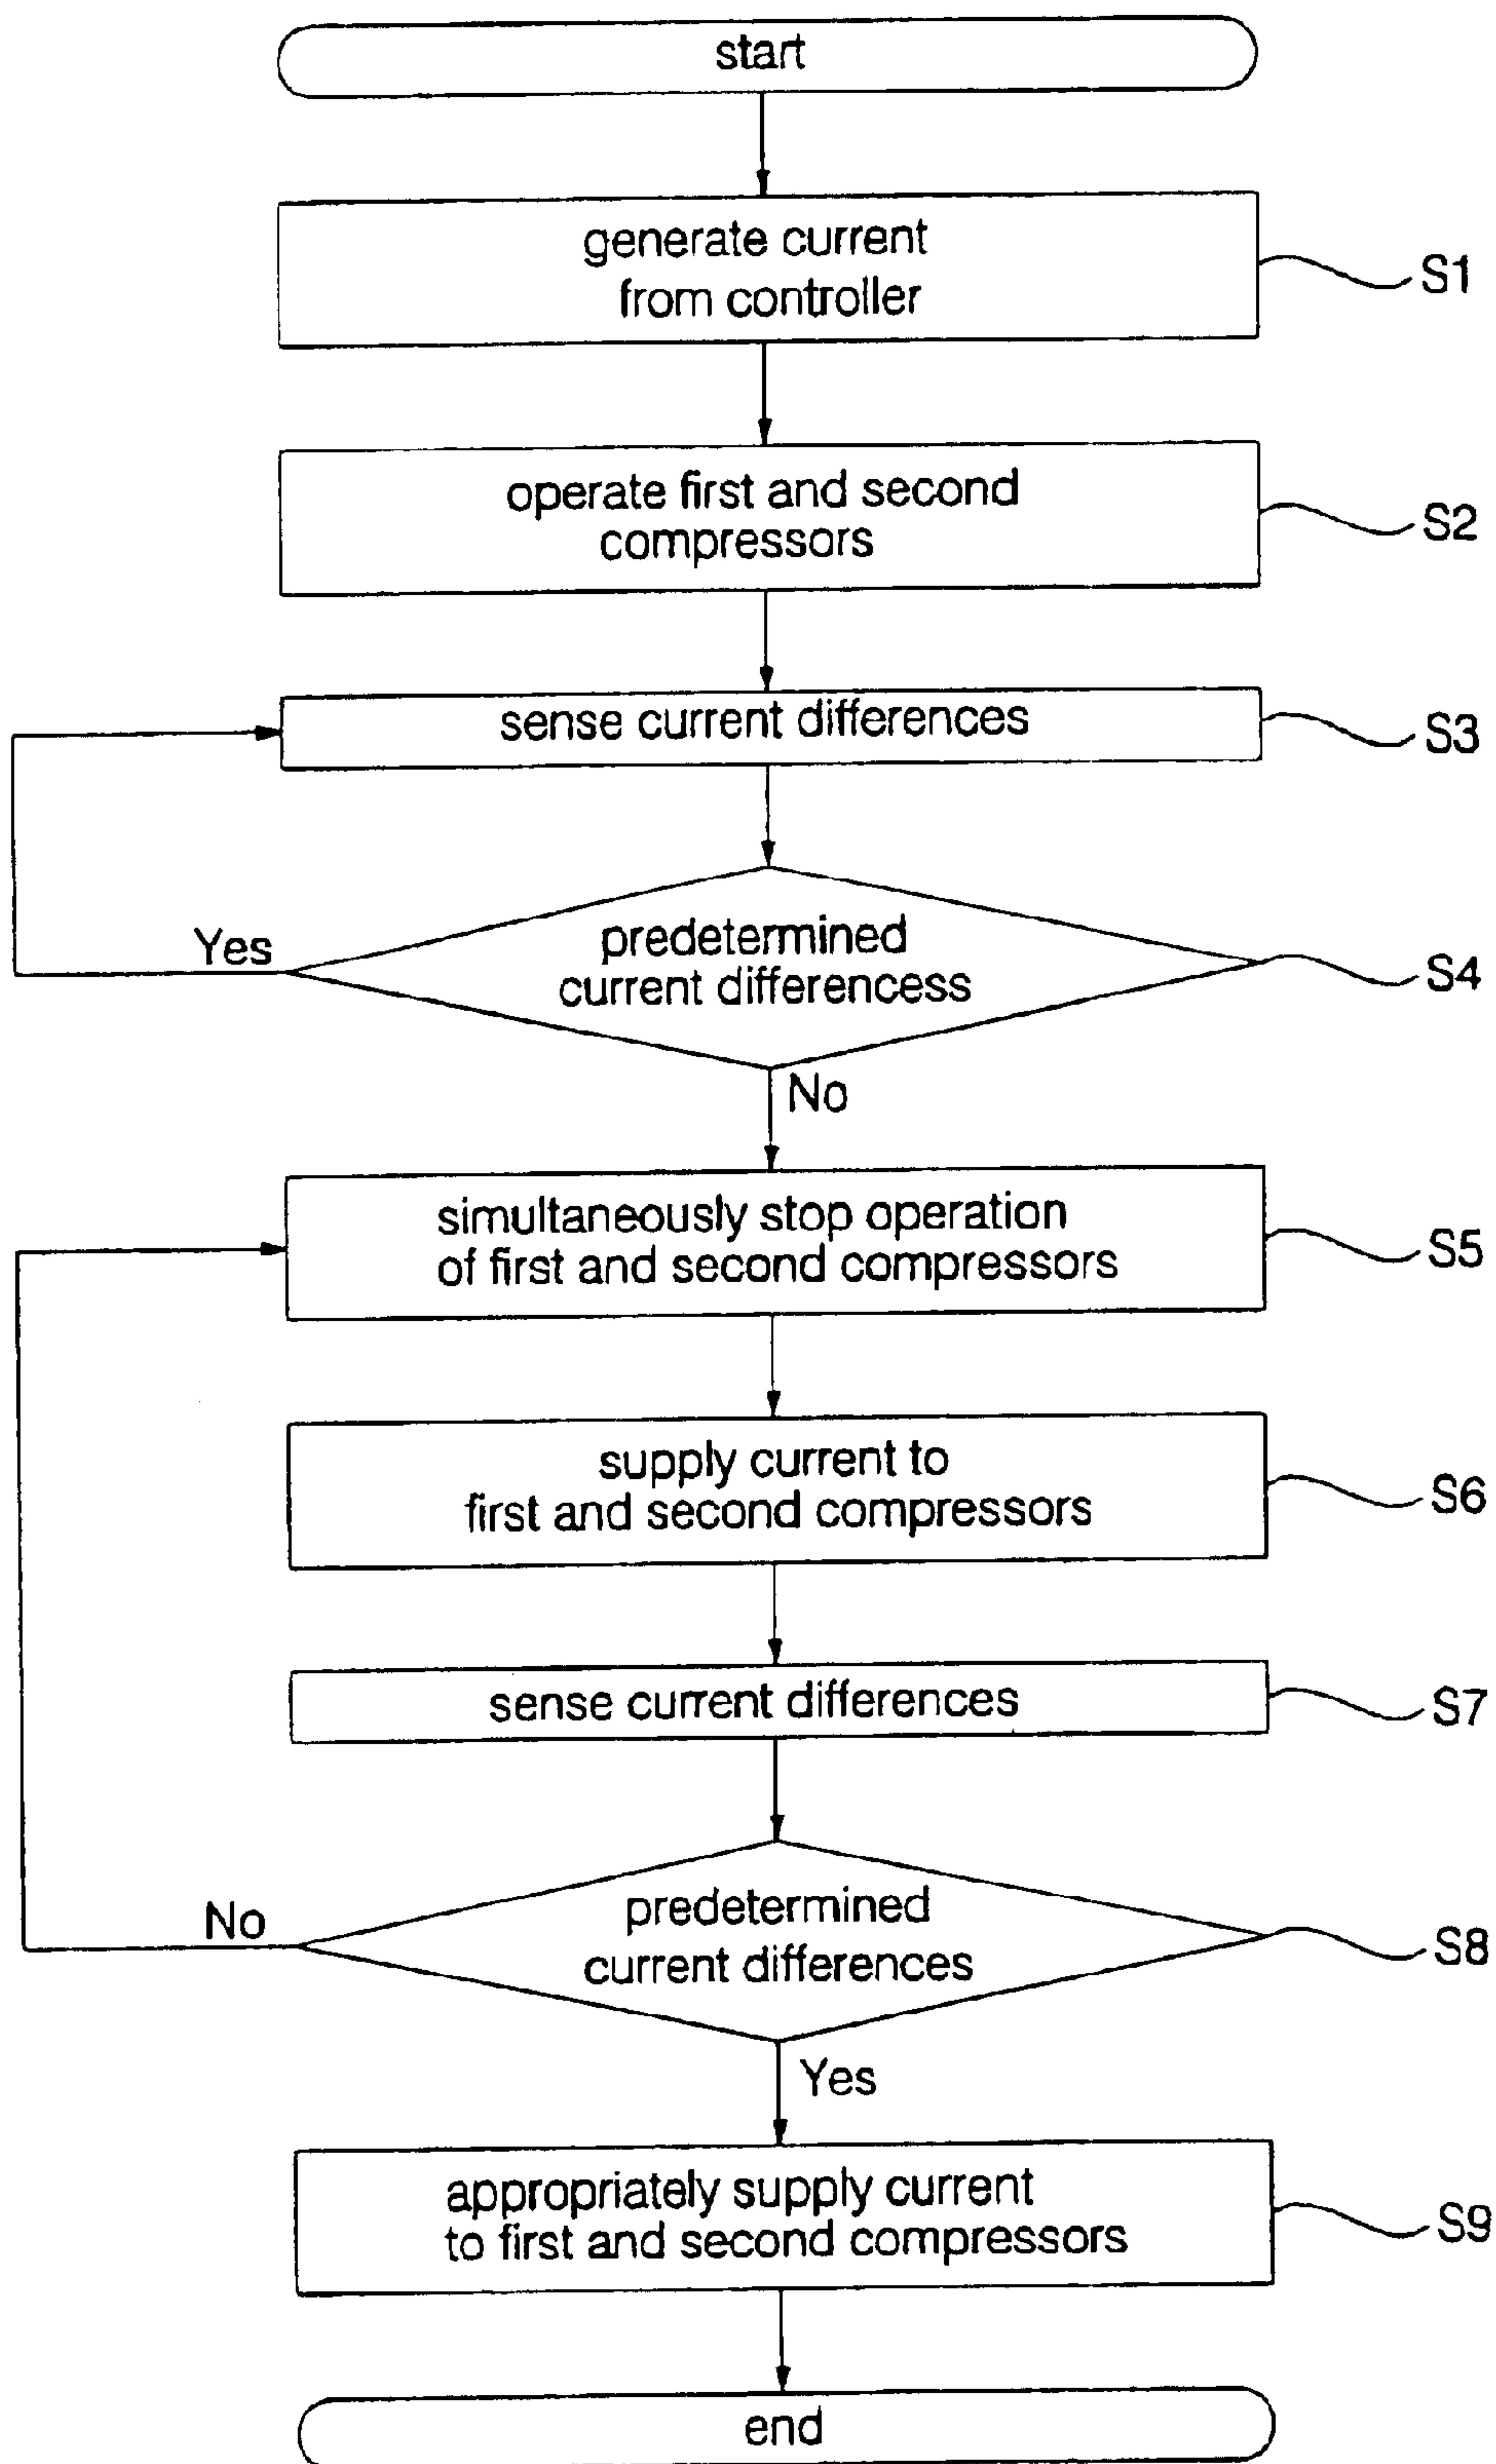 start
generate current
from controller
S1
operate first and second
compressors
S2
sense current differences
S3
Yes
predetermined
current differencess
S4
No
simultaneously stop operation
of first and second compressors
S5
supply current to
first and second compressors
S6
sense current differences
S7
No
predetermined
current differences
S8
Yes
appropriately supply current
to first and second compressors
S9
end